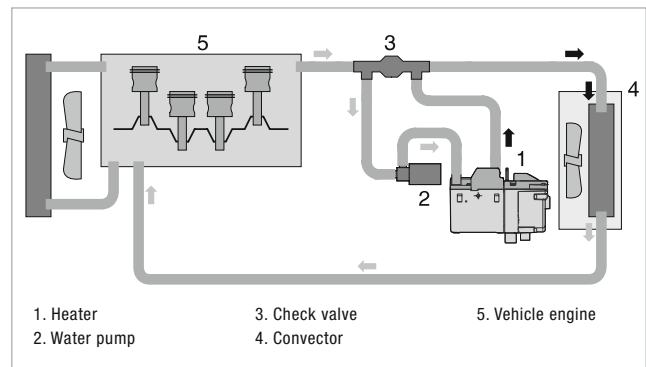 5
3
4
1
2
1. Heater
2. Water pump
3. Check valve
4. Convector
5. Vehicle engine